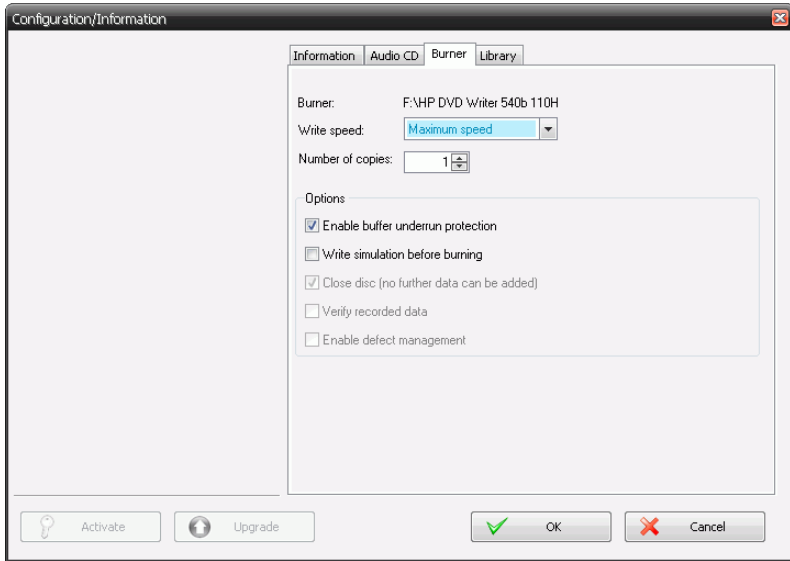 Configuration/Information
Information Audio CD Burner Library
Burner: F:\HP DVD Writer 540b 110H
Write speed: Maximum speed
Number of copies: 1
Options
Enable buffer underrun protection
Write simulation before burning
Close disc (no further data can be added)
Verify recorded data
Enable defect management
Activate Upgrade OK Cancel